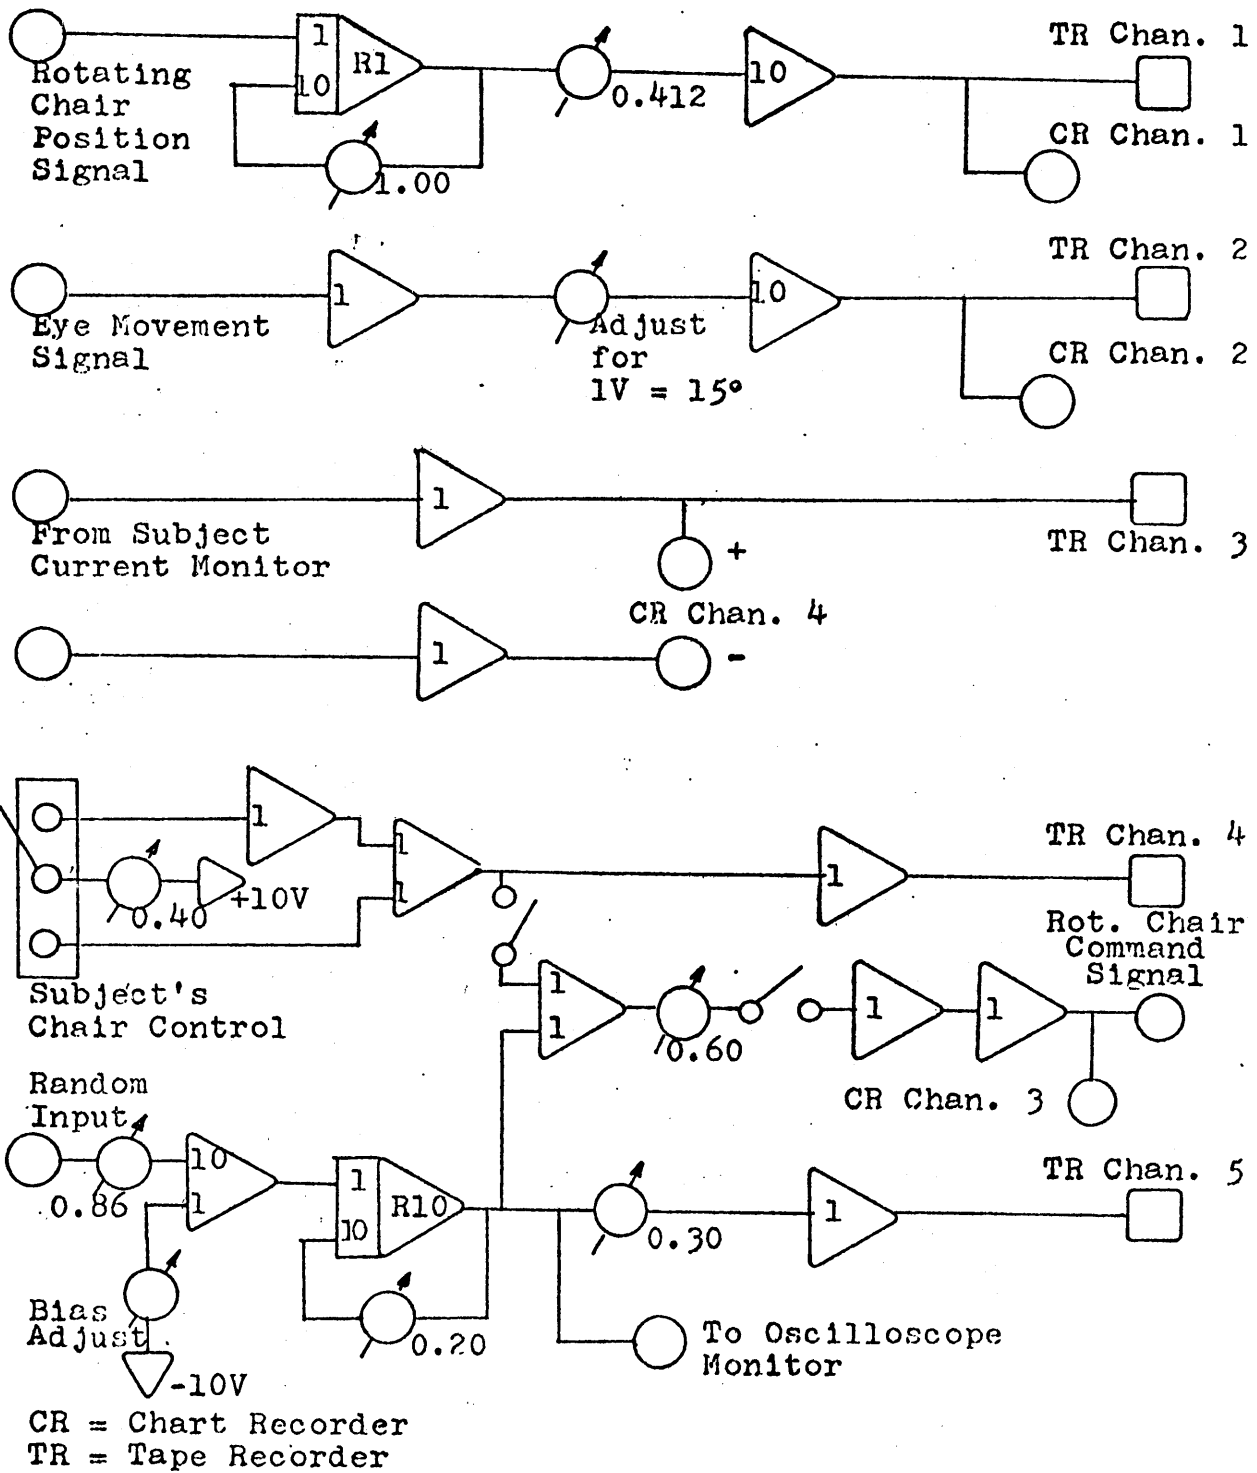 1
R1
10
Rotating
Chair
Position
Signal
1.00
0.412
10
TR Chan. 1
CR Chan. 1
Eye Movement
Signal
1
Adjust
for
1V = 15°
10
TR Chan. 2
CR Chan. 2
From Subject
Current Monitor
1
+
CR Chan. 4
TR Chan. 3
1
-
1
0.40
+10V
1
1
Subject's
Chair Control
1
TR Chan. 4
Rot. Chair
Command
Signal
1
1
0.60
1
1
CR Chan. 3
Random
Input
0.86
10
1
Bias
Adjust
-10V
1
R10
10
0.20
0.30
1
TR Chan. 5
To Oscilloscope
Monitor
CR = Chart Recorder
TR = Tape Recorder